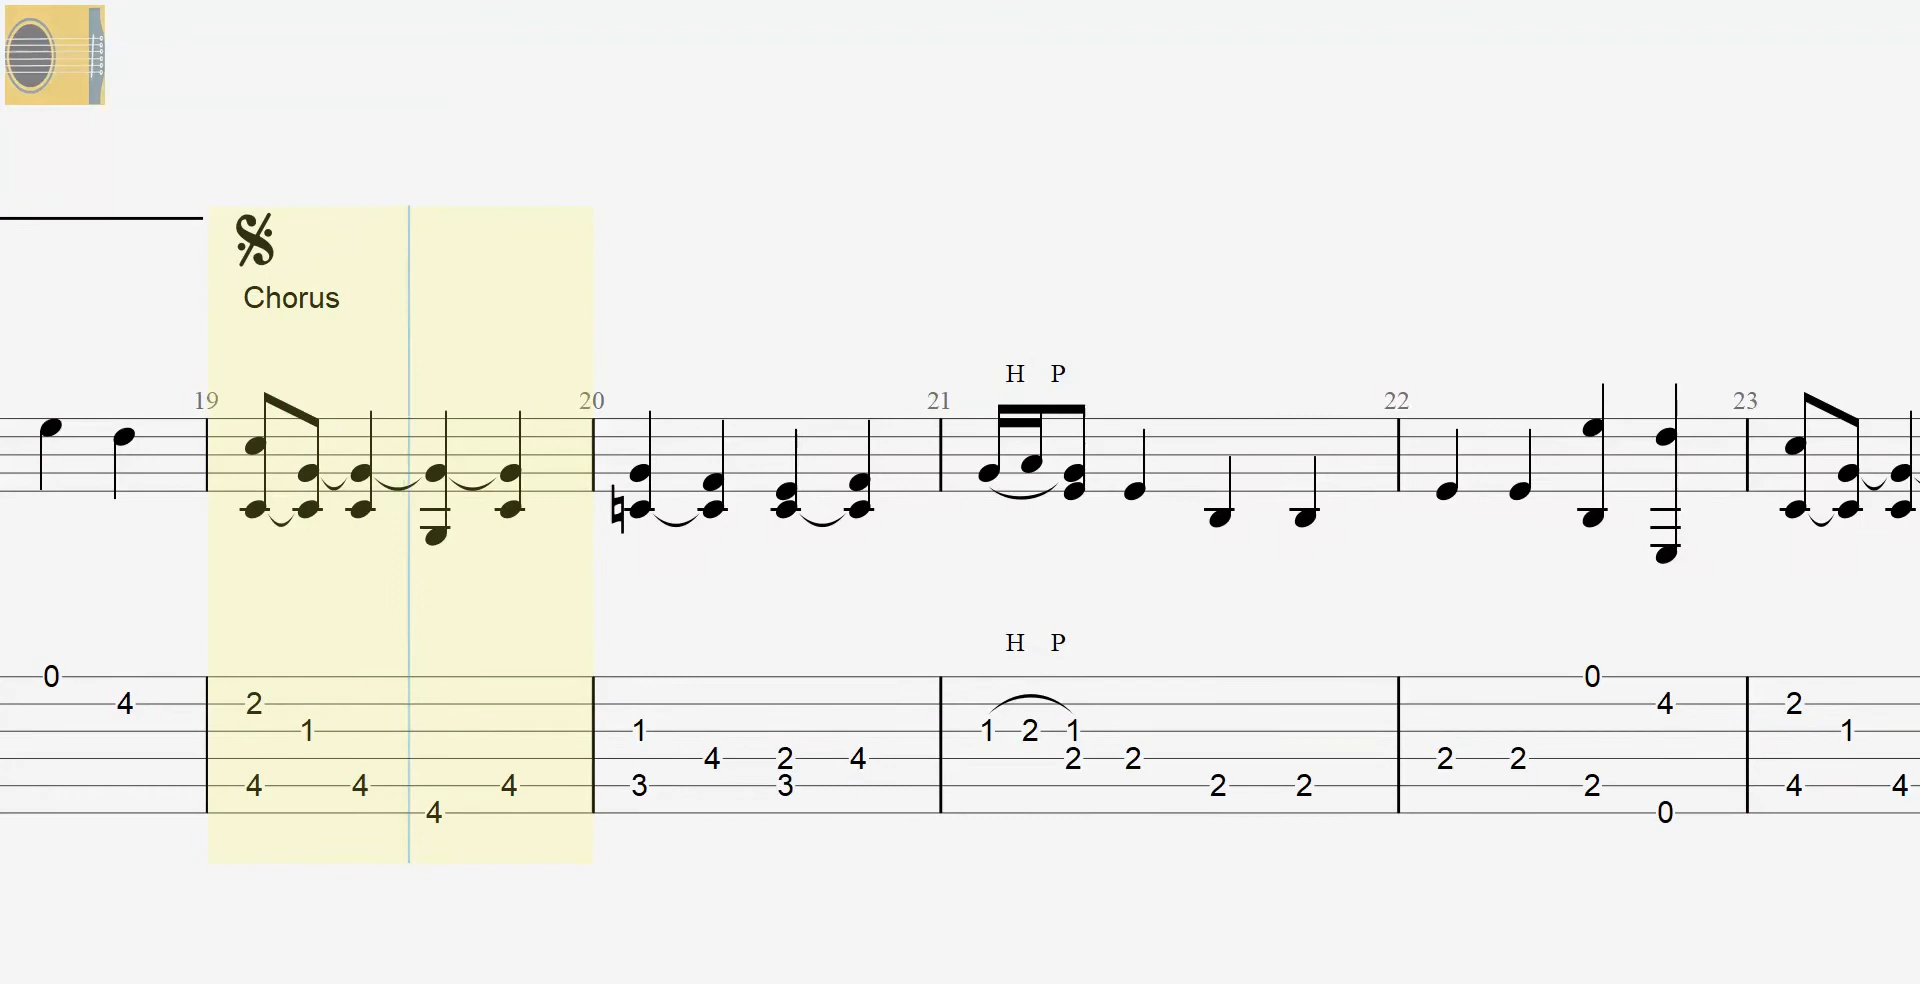 Chorus
H P
19 20 21 22 23
H P
0 0
4 2 4 2
1 1 1 2 1 1
4 2 4 2 2 2 2
4 4 4 3 3 2 2 2 4 4
4 0